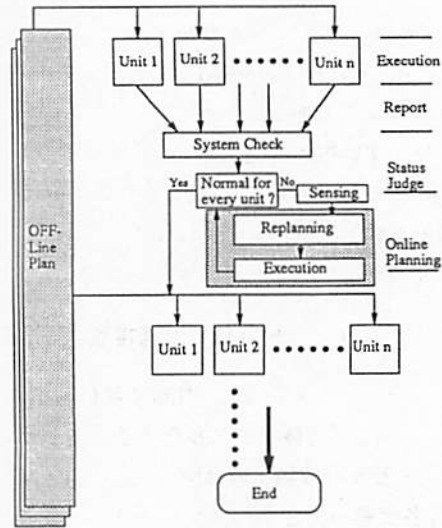 Unit 1
Unit 2
Unit n
Execution
Report
System Check
Status
Judge
Yes
Normal for
every unit ?
No
Sensing
OFF-
Line
Plan
Replanning
Execution
Online
Planning
Unit 1
Unit 2
Unit n
End